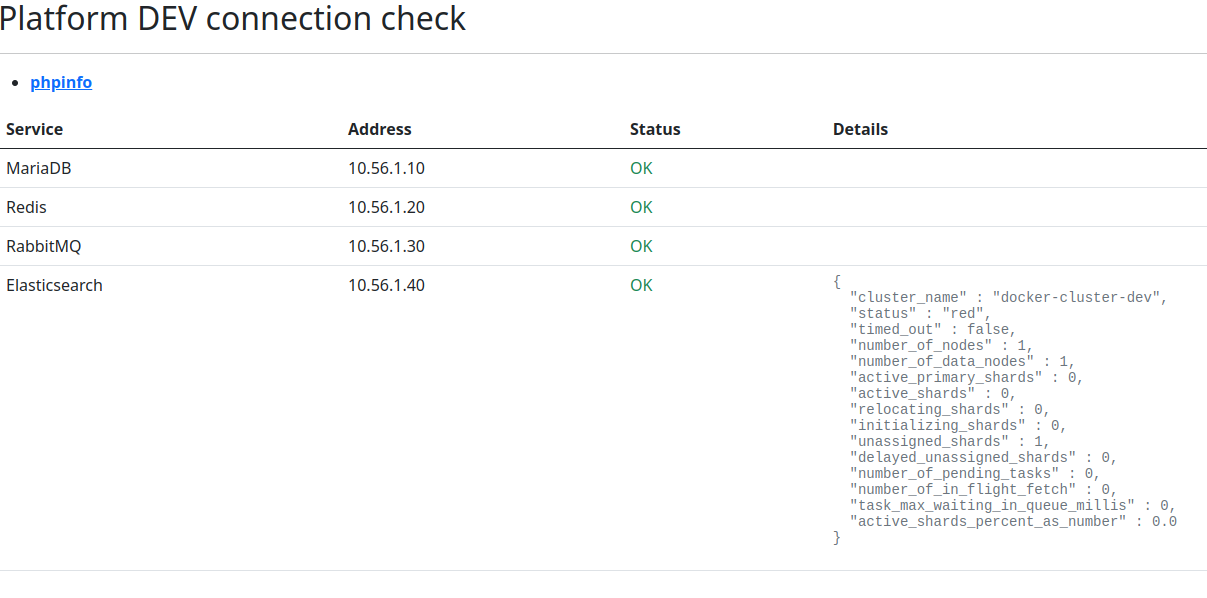 Platform DEV connection check
phpinfo
Service Address Status Details
MariaDB 10.56.1.10 OK
Redis 10.56.1.20 OK
RabbitMQ 10.56.1.30 OK
Elasticsearch 10.56.1.40 OK
{
"cluster_name" : "docker-cluster-dev",
"status" : "red",
"timed_out" : false,
"number_of_nodes" : 1,
"number_of_data_nodes" : 1,
"active_primary_shards" : 0,
"active_shards" : 0,
"relocating_shards" : 0,
"initializing_shards" : 0,
"unassigned_shards" : 1,
"delayed_unassigned_shards" : 0,
"number_of_pending_tasks" : 0,
"number_of_in_flight_fetch" : 0,
"task_max_waiting_in_queue_millis" : 0,
"active_shards_percent_as_number" : 0.0
}